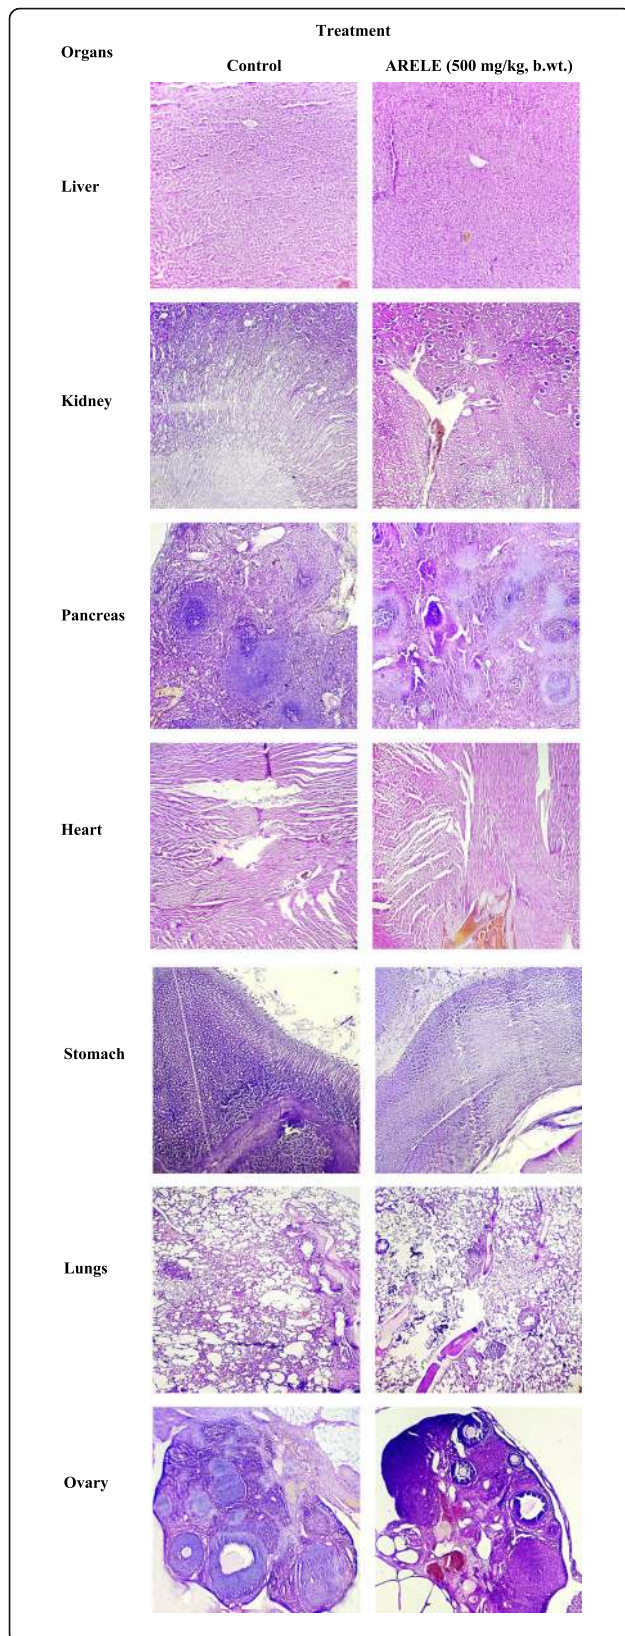 Treatment
Organs
Control
ARELE (500 mg/kg, b.wt.)
Liver
Kidney
Pancreas
Heart
Stomach
Lungs
Ovary